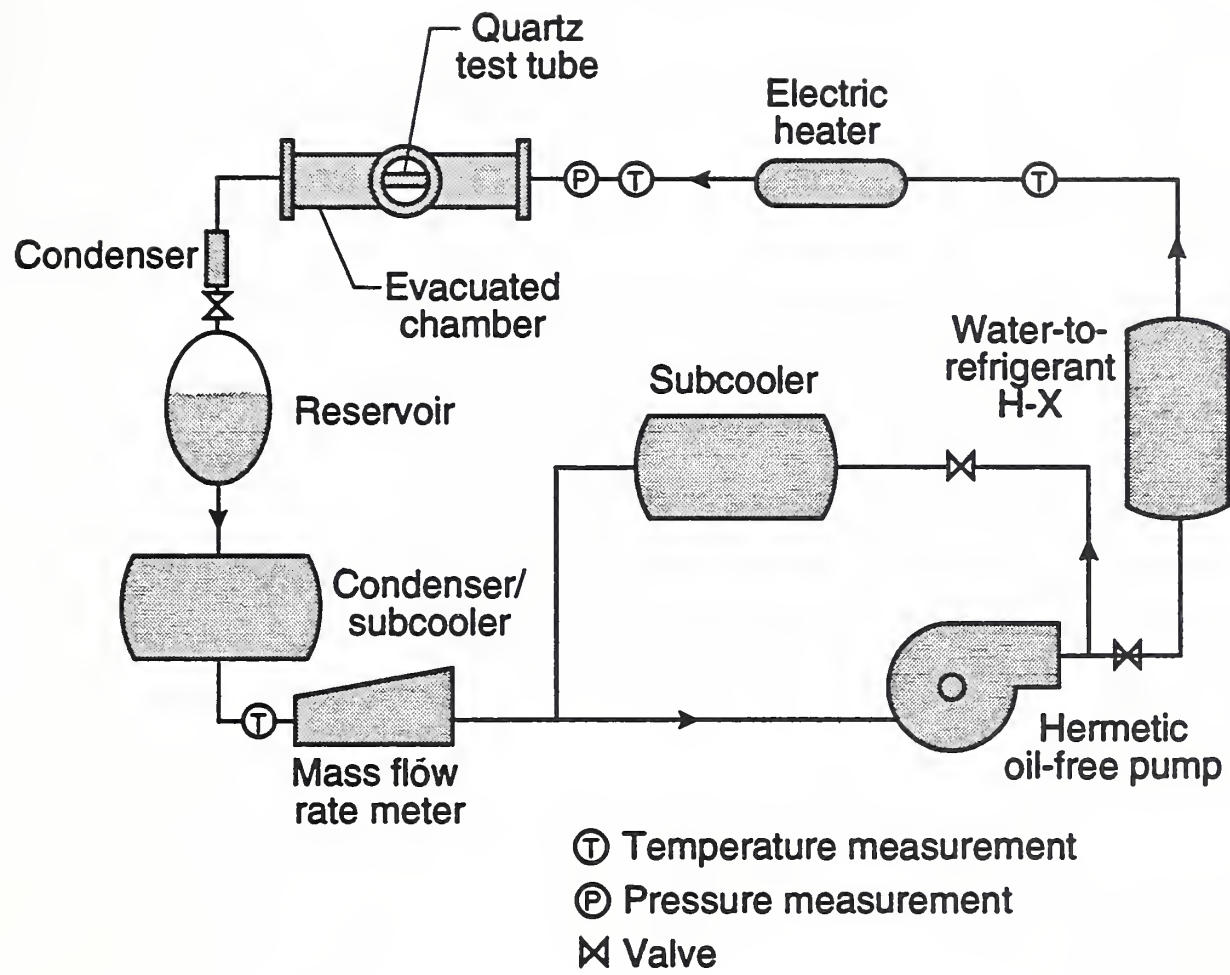 Quartz
test tube
Electric
heater
P
T
T
Condenser
Evacuated
chamber
Water-to-
refrigerant
H-X
Subcooler
Reservoir
Condenser/
subcooler
T
Mass flow
rate meter
Hermetic
oil-free pump
T Temperature measurement
P Pressure measurement
Valve